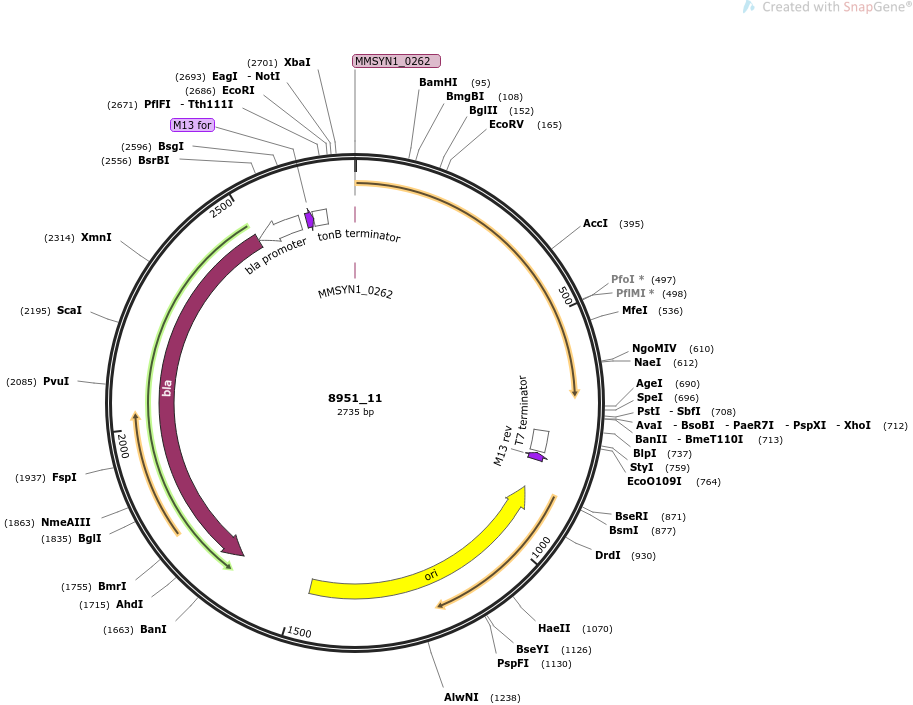 Created with SnapGene®
MMSYN1_0262
(2701) XbaI
(2693) EagI - NotI
(2686) EcoRI
(2671) PflFI - Tth111I
M13 for
(2596) BsgI
(2556) BsrBI
BamHI (95)
BmgBI (108)
BglII (152)
EcoRV (165)
2500
(2314) XmnI
(2195) ScaI
(2085) PvuI
2000
(1937) FspI
(1863) NmeAIII
(1835) BglI
(1755) BmrI
(1715) AhdI
(1663) BanI
bla promoter
tonB terminator
MMSYN1_0262
bla
8951_11
2735 bp
AccI (395)
PfoI * (497)
PflMI * (498)
500
MfeI (536)
NgoMIV (610)
NaeI (612)
AgeI (690)
SpeI (696)
PstI - SbfI (708)
AvaI - BsoBI - PaeR7I - PspXI - XhoI (712)
BanII - BmeT110I (713)
BlpI (737)
StyI (759)
EcoO109I (764)
T7 terminator
M13 rev
BseRI (871)
BsmI (877)
DrdI (930)
1000
ori
HaeII (1070)
BseYI (1126)
PspFI (1130)
1500
AlwNI (1238)